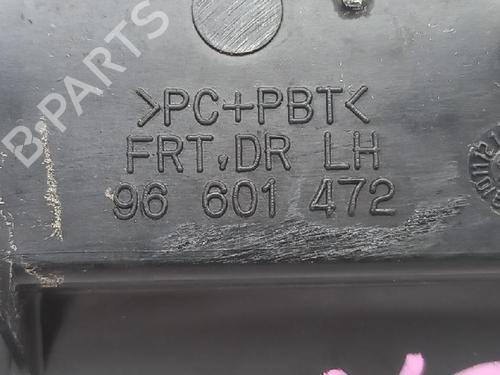 B-PARTS
>PC+PBT<
FRT,DR LH
96 601 472